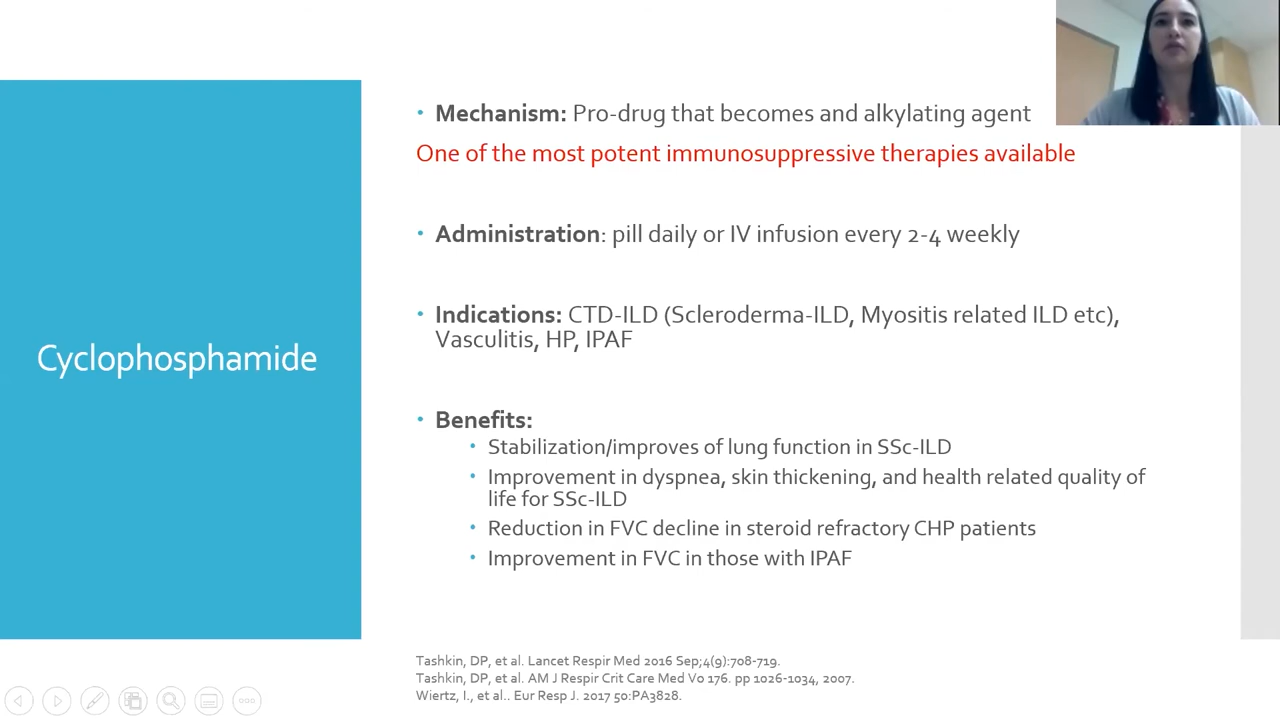 Cyclophosphamide
• Mechanism: Pro-drug that becomes and alkylating agent
One of the most potent immunosuppressive therapies available
• Administration: pill daily or IV infusion every 2-4 weekly
• Indications: CTD-ILD (Scleroderma-ILD, Myositis related ILD etc),
Vasculitis, HP, IPAF
• Benefits:
• Stabilization/improves of lung function in SSc-ILD
• Improvement in dyspnea, skin thickening, and health related quality of
life for SSc-ILD
• Reduction in FVC decline in steroid refractory CHP patients
• Improvement in FVC in those with IPAF
Tashkin, DP, et al. Lancet Respir Med 2016 Sep;4(9):708-719.
Tashkin, DP, et al. AM J Respir Crit Care Med Vo 176. pp 1026-1034, 2007.
Wiertz, I., et al.. Eur Resp J. 2017 50:PA3828.